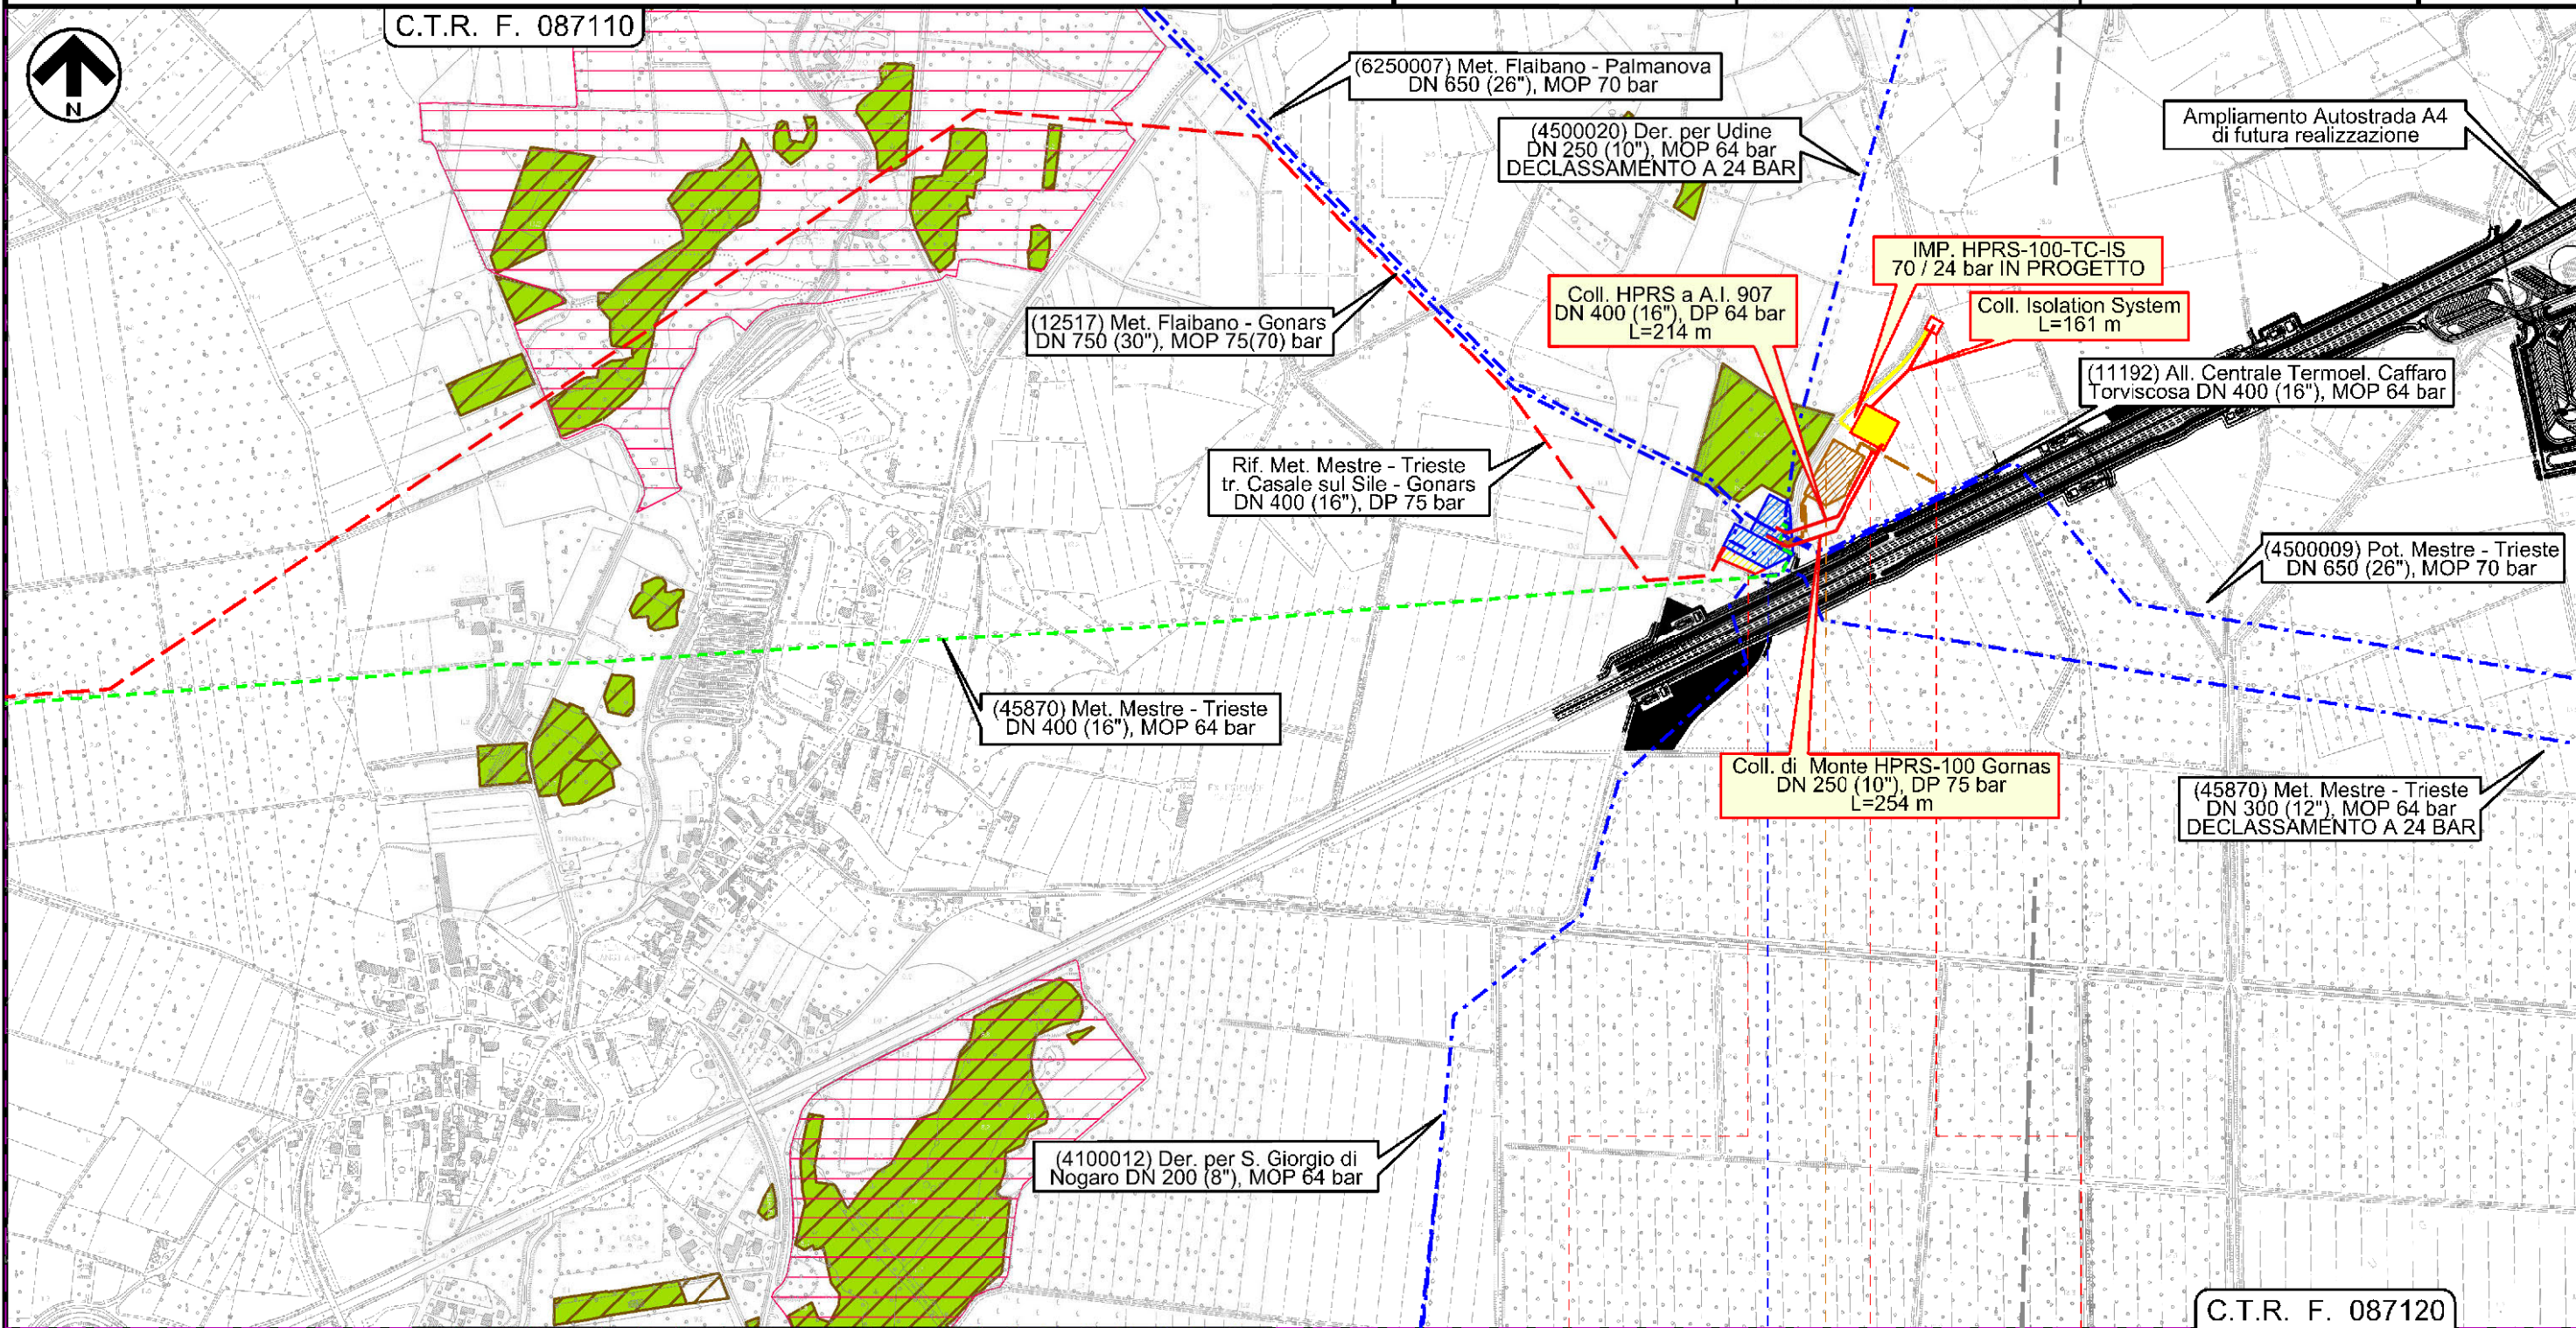 C.T.R. F. 087110
N
(6250007) Met. Flaibano - Palmanova
DN 650 (26"), MOP 70 bar
(4500020) Der. per Udine
DN 250 (10"), MOP 64 bar
DECLASSAMENTO A 24 BAR
Ampliamento Autostrada A4
di futura realizzazione
IMP. HPRS-100-TC-IS
70 / 24 bar IN PROGETTO
Coll. HPRS a A.I. 907
DN 400 (16"), DP 64 bar
L=214 m
Coll. Isolation System
L=161 m
(12517) Met. Flaibano - Gonars
DN 750 (30"), MOP 75(70) bar
(11192) All. Centrale Termoel. Caffaro
Torviscosa DN 400 (16"), MOP 64 bar
Rif. Met. Mestre - Trieste
tr. Casale sul Sile - Gonars
DN 400 (16"), DP 75 bar
(4500009) Pot. Mestre - Trieste
DN 650 (26"), MOP 70 bar
(45870) Met. Mestre - Trieste
DN 400 (16"), MOP 64 bar
Coll. di Monte HPRS-100 Gornas
DN 250 (10"), DP 75 bar
L=254 m
(45870) Met. Mestre - Trieste
DN 300 (12"), MOP 64 bar
DECLASSAMENTO A 24 BAR
(4100012) Der. per S. Giorgio di
Nogaro DN 200 (8"), MOP 64 bar
C.T.R. F. 087120